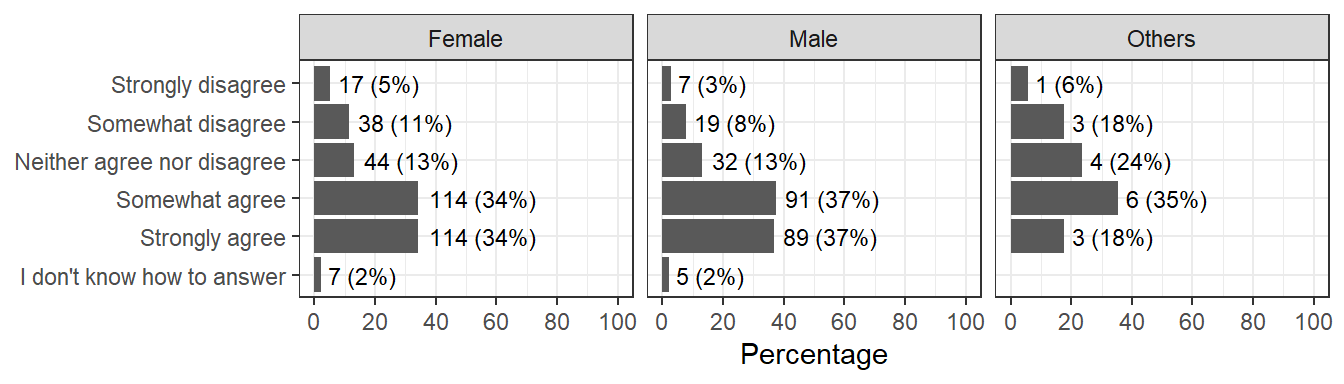 Female Male Others
Strongly disagree 17 (5%) 7 (3%) 1 (6%)
Somewhat disagree 38 (11%) 19 (8%) 3 (18%)
Neither agree nor disagree 44 (13%) 32 (13%) 4 (24%)
Somewhat agree 114 (34%) 91 (37%) 6 (35%)
Strongly agree 114 (34%) 89 (37%) 3 (18%)
I don't know how to answer 7 (2%) 5 (2%)
0 20 40 60 80 100 0 20 40 60 80 100 0 20 40 60 80 100
Percentage